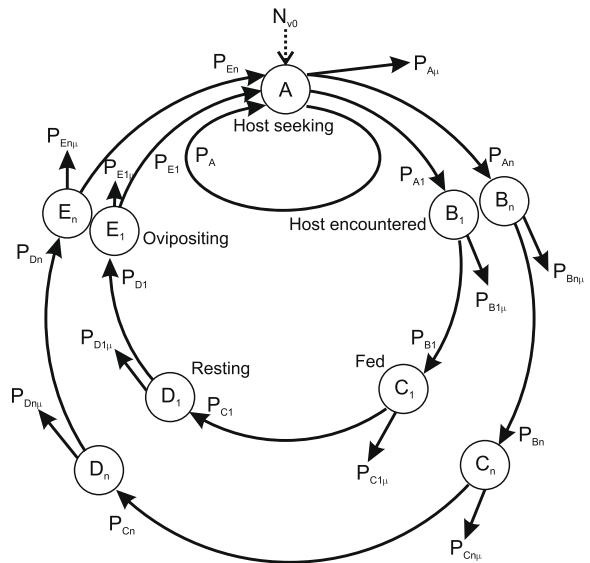 N_v0
P_En
A
P_Aμ
Host seeking
P_Enμ
P_E1μ
P_E1
P_A
P_A1
P_An
E_n
E_1
Ovipositing
Host encountered
B_1
B_n
P_Dn
P_D1
P_B1μ
P_Bnμ
P_D1μ
Resting
P_B1
Fed
D_1
P_C1
C_1
P_Dnμ
P_Bn
D_n
P_C1μ
C_n
P_Cn
P_Cnμ